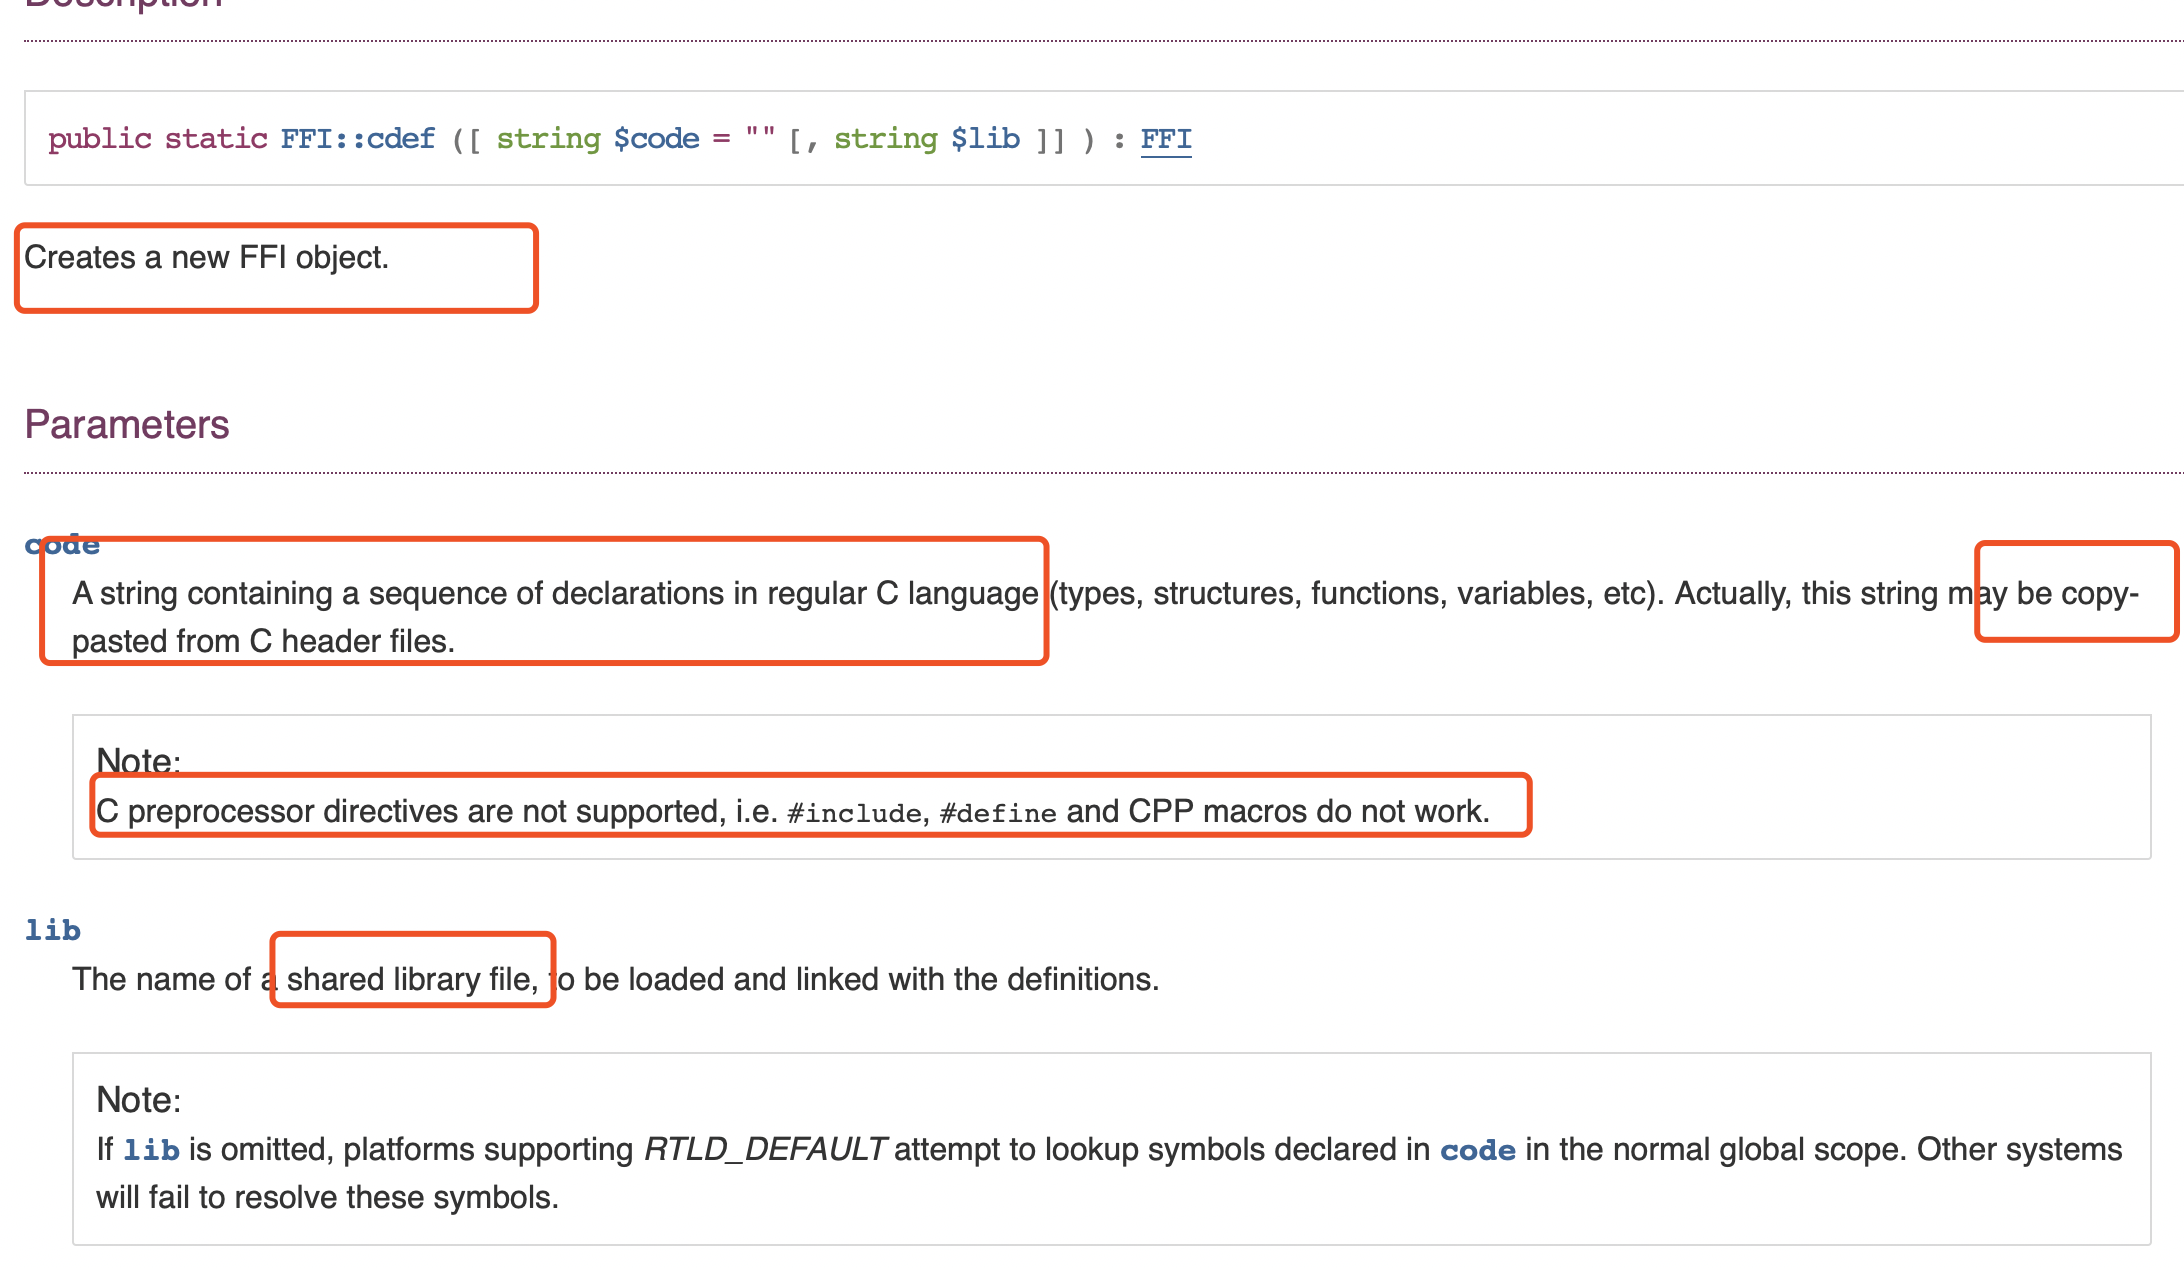 Description
public static FFI::cdef ([ string $code = "" [, string $lib ]] ) : FFI
Creates a new FFI object.
Parameters
code
A string containing a sequence of declarations in regular C language (types, structures, functions, variables, etc). Actually, this string may be copy-
pasted from C header files.
Note:
C preprocessor directives are not supported, i.e. #include, #define and CPP macros do not work.
lib
The name of a shared library file, to be loaded and linked with the definitions.
Note:
If lib is omitted, platforms supporting RTLD_DEFAULT attempt to lookup symbols declared in code in the normal global scope. Other systems
will fail to resolve these symbols.